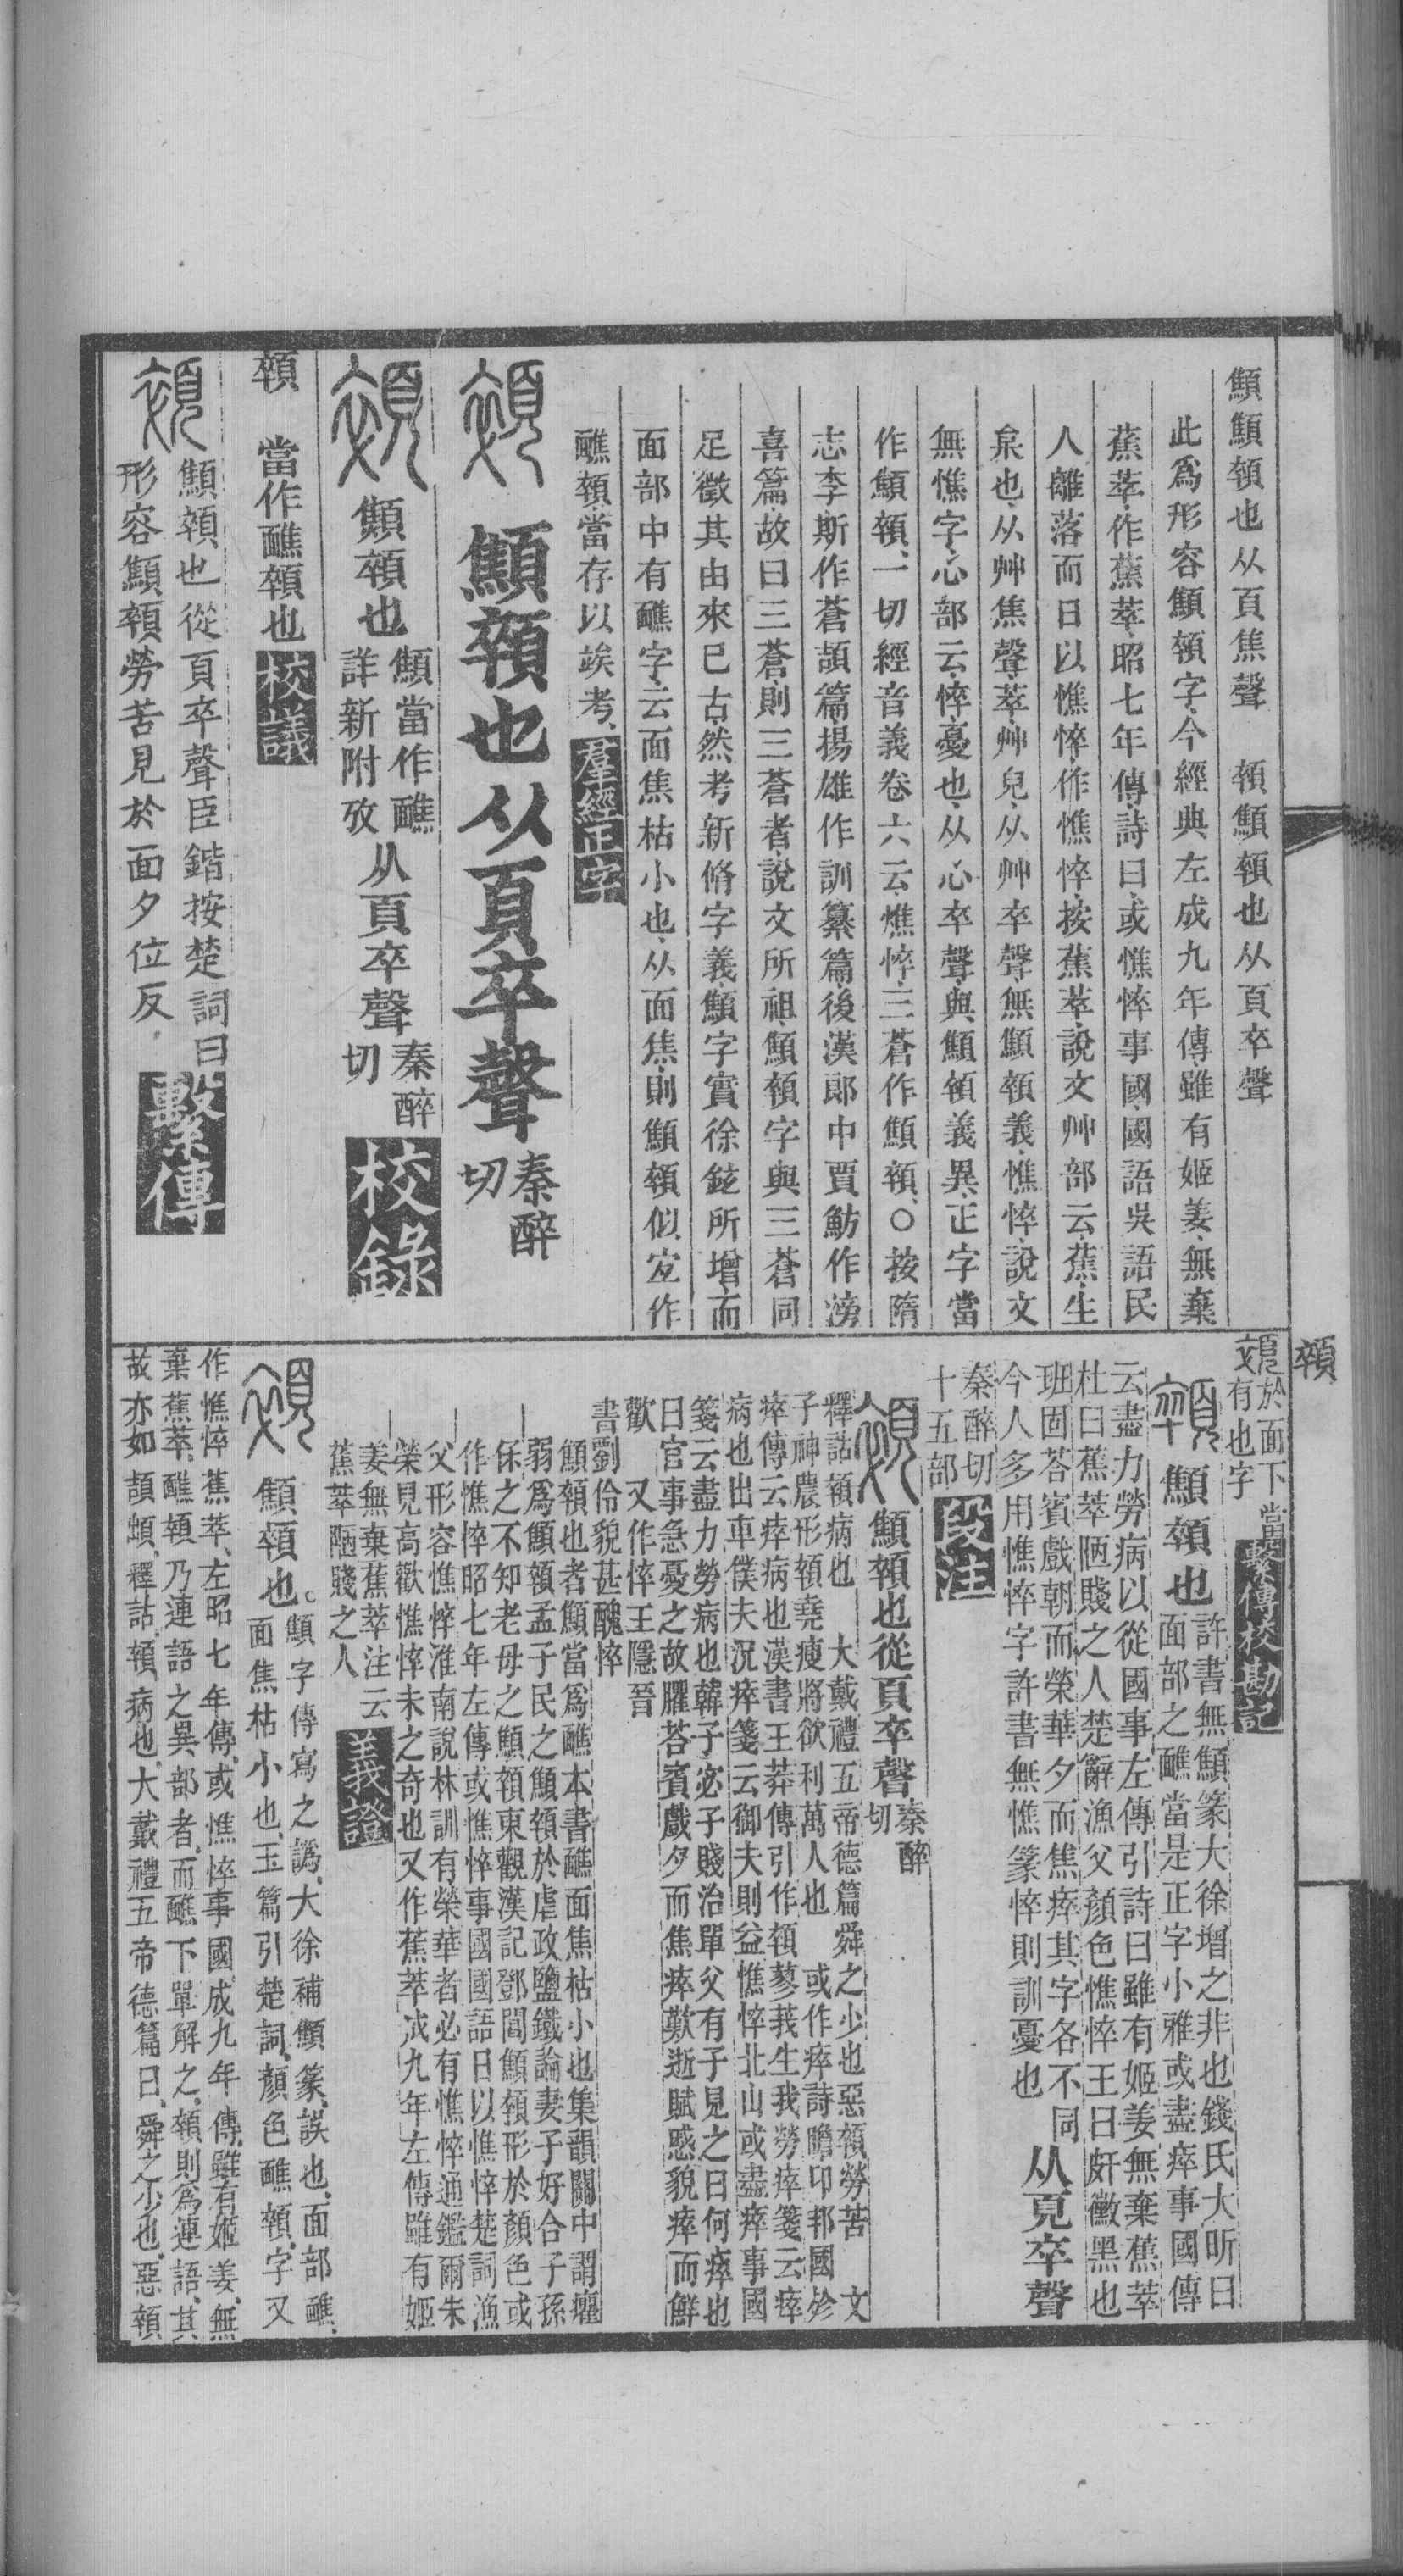 顦顦顇也从頁焦聲　顇顦顇也从頁卒聲
此爲形容顦顇字今經典左成九年傳雖有姬姜無棄
蕉萃作蕉萃昭七年傳詩曰或憔悴事國國語吳語民
人離落而日以憔悴作憔悴按蕉萃說文艸部云蕉生
枲也从艸焦聲萃艸皃从艸卒聲無顦顇義憔悴說文
無憔字心部云悴憂也从心卒聲與顦顇義異正字當
作顦顇、一切經音義卷六云憔悴三蒼作顦顇、○按隋
志李斯作蒼頡篇揚雄作訓纂篇後漢郎中賈魴作滂
喜篇故曰三蒼則三蒼者說文所祖顦顇字與三蒼同
足徵其由來已古然考新脩字義顦字實徐鉉所增而
面部中有醮字云面焦枯小也从面焦則顦顇似宐作
醮顇當存以竢考、羣經正字
顦顇也从頁卒聲秦醉切
顦顇也顦當作醮詳新附攷从頁卒聲秦醉切校錄
顇　當作醮顇也校議
顦顇也從頁卒聲臣鍇按楚詞曰
形容顦顇勞苦見於面夕位反繫傳
顇
於面下當有也字繫傳校勘記
顦顇也許書無顦篆大徐增之非也錢氏大昕曰
面部之醮當是正字小雅或盡瘁事國傳
云盡力勞病以從國事左傳引詩曰雖有姬姜無棄蕉萃
杜曰蕉萃陋賤之人楚辭漁父顏色憔悴王曰皯黴黑也
班固荅賓戲朝而榮華夕而焦瘁其字各不同
今人多用憔悴字許書無憔篆悴則訓憂也从頁卒聲
秦醉切
十五部段注
顦顇也從頁卒聲秦醉切
釋詁顇病也　大戴禮五帝德篇舜之少也惡顇勞苦　文
子神農形顇堯瘦將欲利萬人也　或作瘁詩瞻卬邦國殄
瘁傳云瘁病也漢書王莽傳引作顇蓼莪生我勞瘁箋云瘁
病也出車僕夫况瘁箋云御夫則益憔悴北山或盡瘁事國
箋云盡力勞病也韓子宓子賤治單父有子見之曰何瘁也
曰官事急憂之故臞荅賓戲夕而焦瘁歎逝賦慼貌瘁而鮮
歡　又作悴王隱晉
書劉伶貌甚醜悴
顦顇也者顦當爲醮本書醮面焦枯小也集韻關中謂癯
弱爲顦顇孟子民之顦顇於虐政鹽鐵論妻子好合子孫
保之不知老母之顦顇東觀漢記鄧閶顦顇形於顏色或
作憔悴昭七年左傳或憔悴事國國語日以憔悴楚詞漁
父形容憔悴淮南說林訓有榮華者必有憔悴通鑑爾朱
榮見高歡憔悴未之奇也又作蕉萃成九年左傳雖有姬
姜無棄蕉萃注云
蕉萃陋賤之人義證
顦顇也。顦字傳寫之譌、大徐補顦篆、誤也、面部醮、
面焦枯小也、玉篇引楚詞、顏色醮顇、字又
作憔悴蕉萃、左昭七年傳、或憔悴事國、成九年傳、雖有姬姜、無
棄蕉萃、醮顇乃連語之異部者、而醮下單解之、顇則爲連語、其
故亦如頡頏、釋詁、顇、病也、大戴禮五帝德篇曰、舜之少也、惡顇